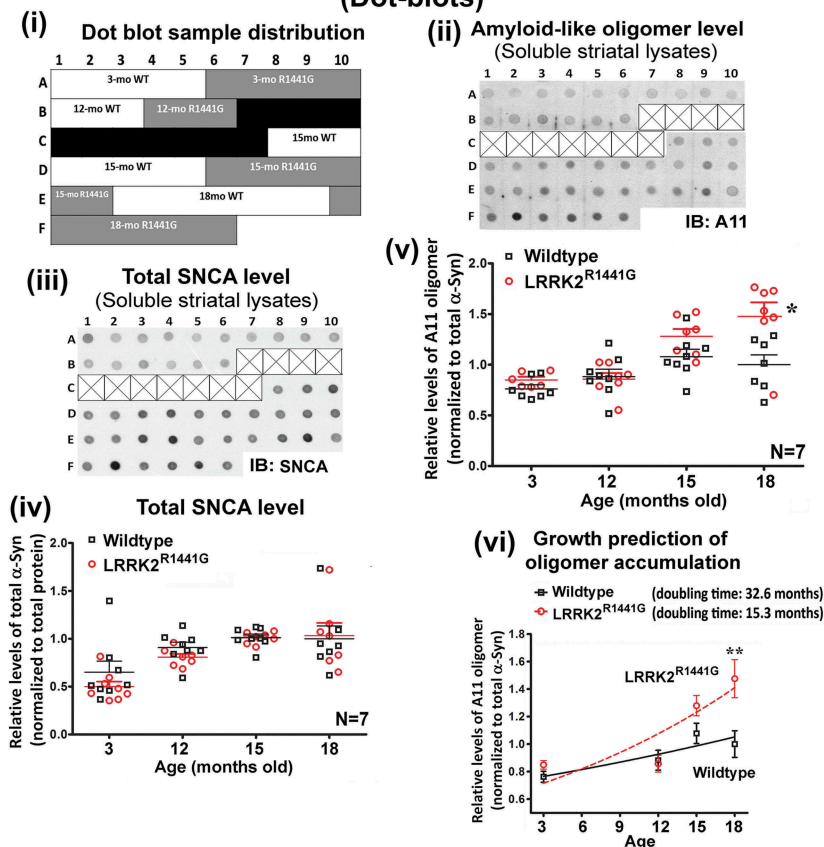 (Dot-blots)
(i)
Dot blot sample distribution
1 2 3 4 5 6 7 8 9 10
A 3-mo WT 3-mo R1441G
B 12-mo WT 12-mo R1441G
C 15mo WT
D 15-mo WT 15-mo R1441G
E 15-mo R1441G 18mo WT
F 18-mo R1441G
(ii) Amyloid-like oligomer level
(Soluble striatal lysates)
1 2 3 4 5 6 7 8 9 10
A
B
C
D
E
F
IB: A11
(iii) Total SNCA level
(Soluble striatal lysates)
1 2 3 4 5 6 7 8 9 10
A
B
C
D
E
F
IB: SNCA
(iv) Total SNCA level
Wildtype
LRRK2R1441G
Relative levels of total α-Syn
(normalized to total protein)
2.0
1.5
1.0
0.5
0.0
N=7
3 12 15 18
Age (months old)
(v)
Wildtype
LRRK2R1441G
Relative levels of A11 oligomer
(normalized to total α-Syn)
2.0
1.5
1.0
0.5
0.0
*
N=7
3 12 15 18
Age (months old)
(vi) Growth prediction of
oligomer accumulation
Wildtype (doubling time: 32.6 months)
LRRK2R1441G (doubling time: 15.3 months)
Relative levels of A11 oligomer
(normalized to total α-Syn)
1.8
1.6
1.4
1.2
1.0
0.8
0.6
**
LRRK2R1441G
Wildtype
3 6 9 12 15 18
Age